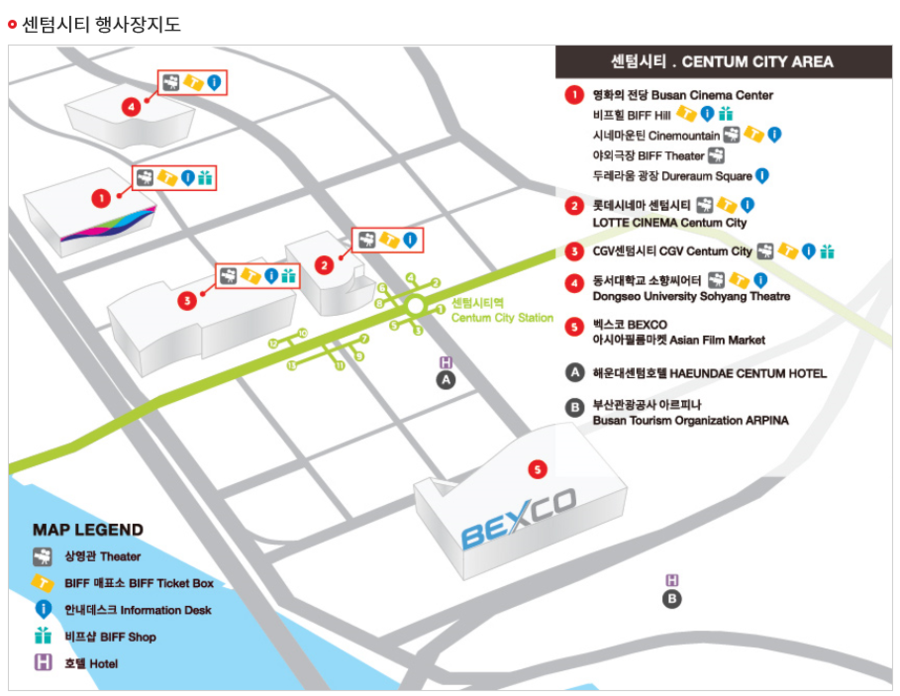 센텀시티 행사장지도
센텀시티 . CENTUM CITY AREA
1 영화의 전당 Busan Cinema Center
비프힐 BIFF Hill T i
시네마운틴 Cinemountain T i
야외극장 BIFF Theater
두레라움 광장 Dureraum Square i
2 롯데시네마 센텀시티 T i
LOTTE CINEMA Centum City
3 CGV센텀시티 CGV Centum City T i
4 동서대학교 소향씨어터 T i
Dongseo University Sohyang Theatre
5 벡스코 BEXCO
아시아필름마켓 Asian Film Market
A 해운대센텀호텔 HAEUNDAE CENTUM HOTEL
B 부산관광공사 아르피나
Busan Tourism Organization ARPINA
4 T i
1 T i
2 T i
3 T i
6 4 2
8 1
5 3
센텀시티역
Centum City Station
12 10 7
13 11 9
H
A
5
BEXCO
H
B
MAP LEGEND
상영관 Theater
T BIFF 매표소 BIFF Ticket Box
i 안내데스크 Information Desk
비프샵 BIFF Shop
H 호텔 Hotel